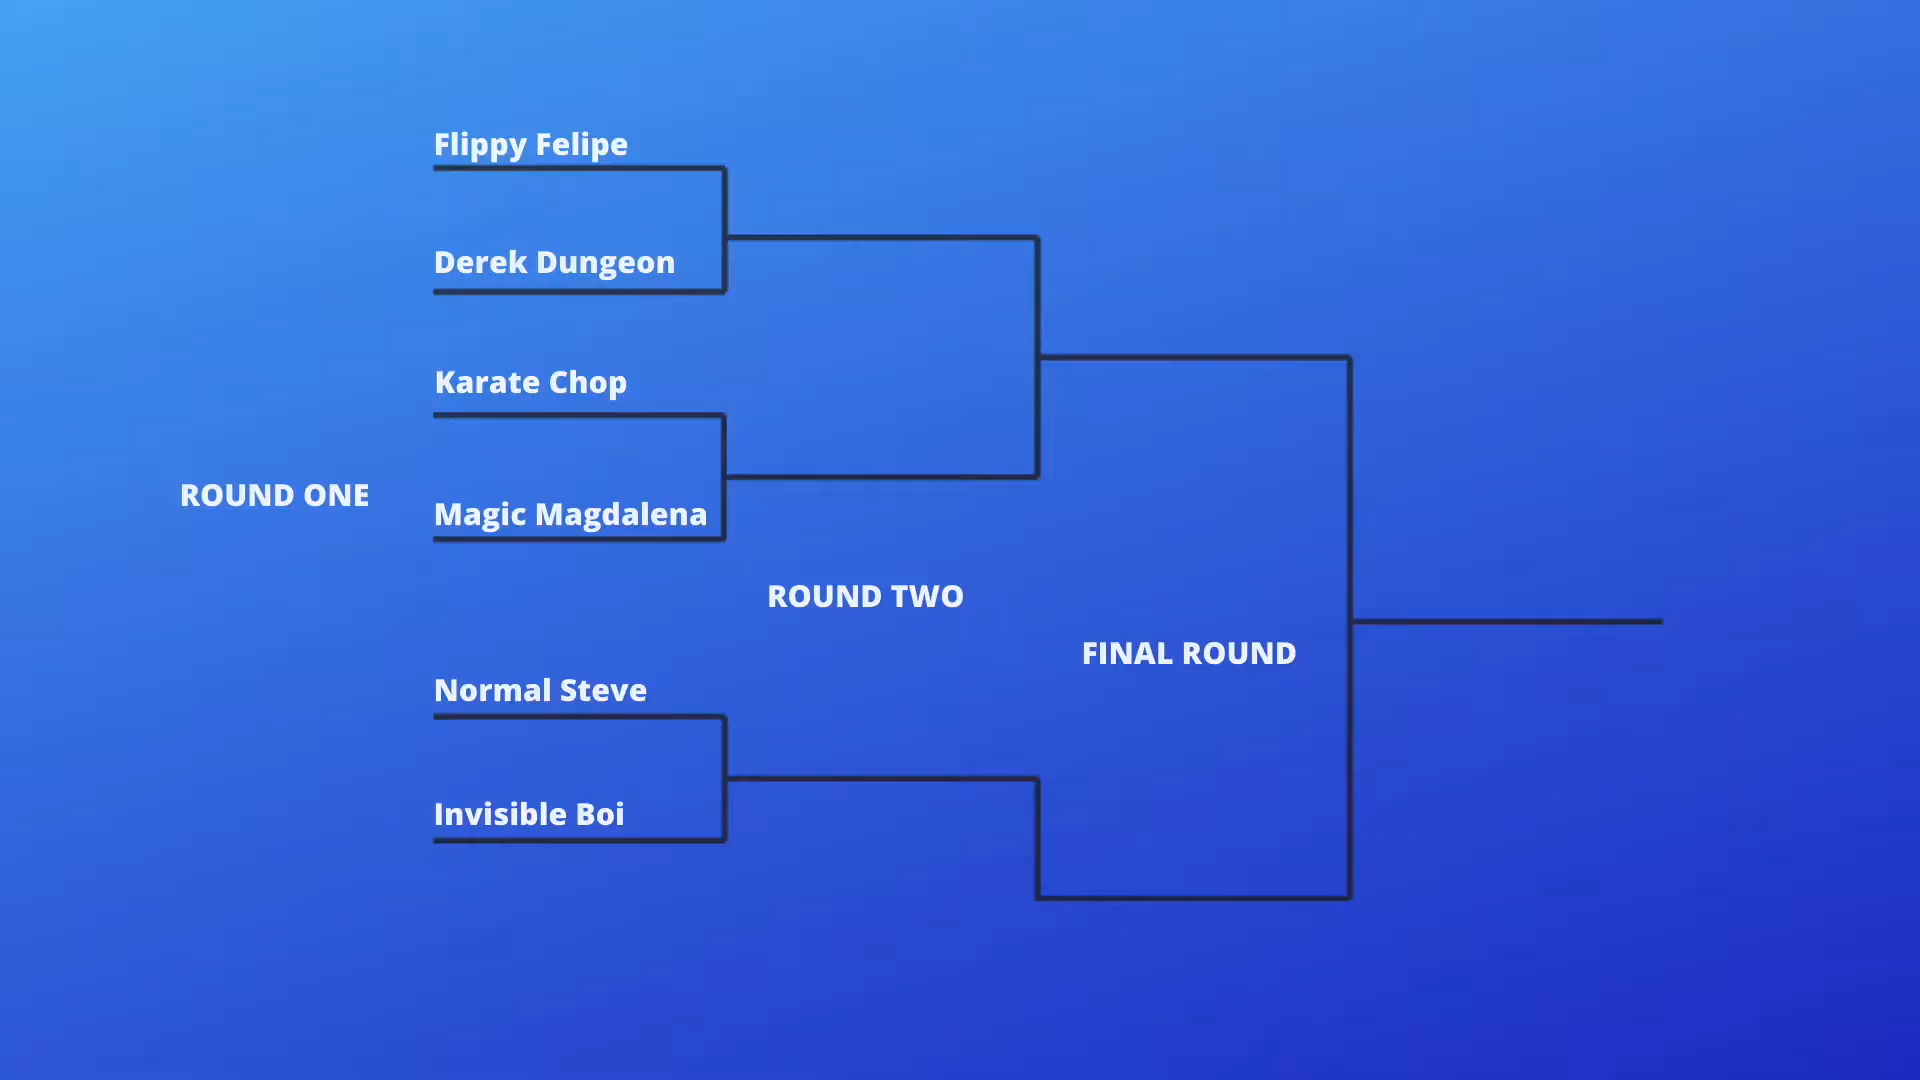 Flippy Felipe
Derek Dungeon
Karate Chop
ROUND ONE
Magic Magdalena
ROUND TWO
FINAL ROUND
Normal Steve
Invisible Boi